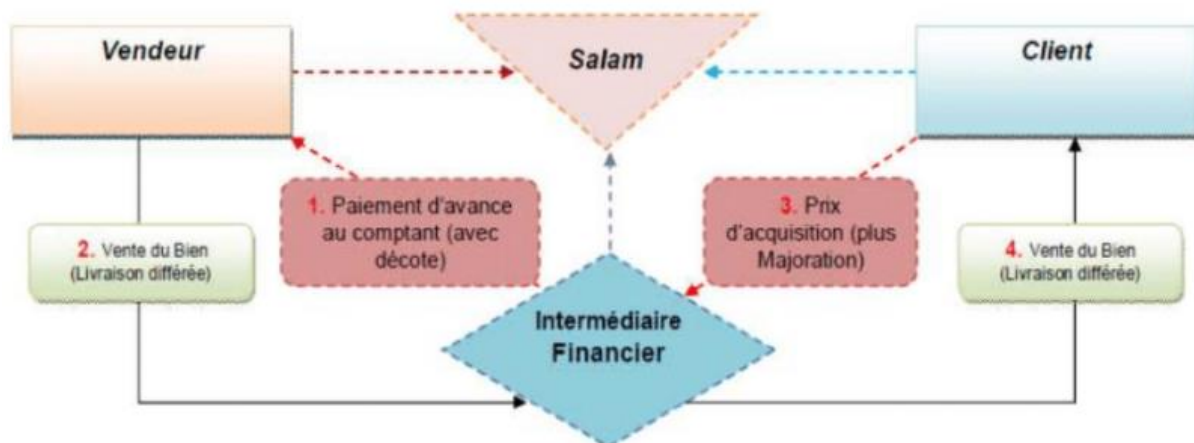 Vendeur
Salam
Client
1. Paiement d'avance
au comptant (avec
décote)
3. Prix
d'acquisition (plus
Majoration)
2. Vente du Bien
(Livraison différée)
4. Vente du Bien
(Livraison différée)
Intermédiaire
Financier